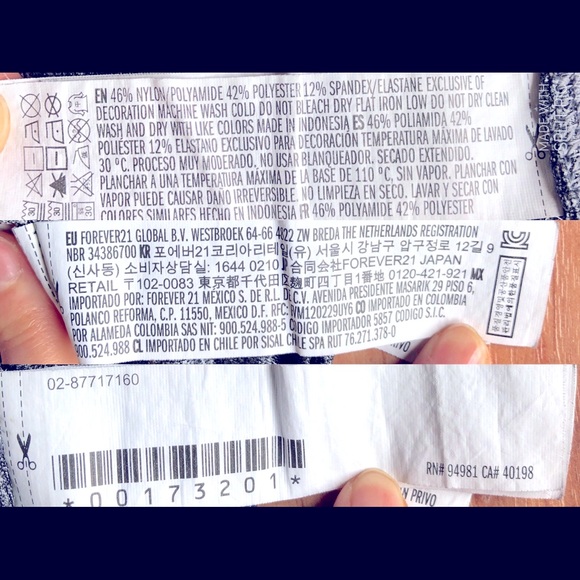 EN 46% NYLON/POLYAMIDE 42% POLYESTER 12% SPANDEX/ELASTANE EXCLUSIVE OF
DECORATION MACHINE WASH COLD DO NOT BLEACH DRY FLAT IRON LOW DO NOT DRY CLEAN
WASH AND DRY WITH LIKE COLORS MADE IN INDONESIA ES 46% POLIAMIDA 42%
POLIÉSTER 12% ELASTANO EXCLUSIVO PARA DECORACIÓN TEMPERATURA MÁXIMA DE LAVADO
30 °C. PROCESO MUY MODERADO. NO USAR BLANQUEADOR. SECADO EXTENDIDO.
PLANCHAR A UNA TEMPERATURA MÁXIMA DE LA BASE DE 110 °C, SIN VAPOR. PLANCHAR CON
VAPOR PUEDE CAUSAR DAÑO IRREVERSIBLE. NO LIMPIEZA EN SECO. LAVAR Y SECAR CON
COLORES SIMILARES HECHO EN INDONESIA FR 46% POLYAMIDE 42% POLYESTER
EU FOREVER21 GLOBAL B.V. WESTBROEK 64-66 4822 ZW BREDA THE NETHERLANDS REGISTRATION
NBR 34386700 KR 포에버21코리아리테일(유) 서울시 강남구 압구정로 12길 9
(신사동) 소비자상담실: 1644 0210 JP 合同会社FOREVER21 JAPAN
RETAIL 〒102-0083 東京都千代田区麹町四丁目1番地 0120-421-921 MX
IMPORTADO POR: FOREVER 21 MÉXICO S. DE R.L. DE C.V. AVENIDA PRESIDENTE MASARIK 29 PISO 6,
POLANCO REFORMA, C.P. 11550, MÉXICO D.F. RFC: FVM120229UY6 CO IMPORTADO EN COLOMBIA
POR ALAMEDA COLOMBIA SAS NIT: 900.524.988-5 CÓDIGO IMPORTADOR 5857 CÓDIGO S.I.C.
900.524.988 CL IMPORTADO EN CHILE POR SISAL CHILE SPA RUT 76.271.378-0
PRIVO
02-87717160
*00173201*
RN# 94981 CA# 40198
AN PRIVO